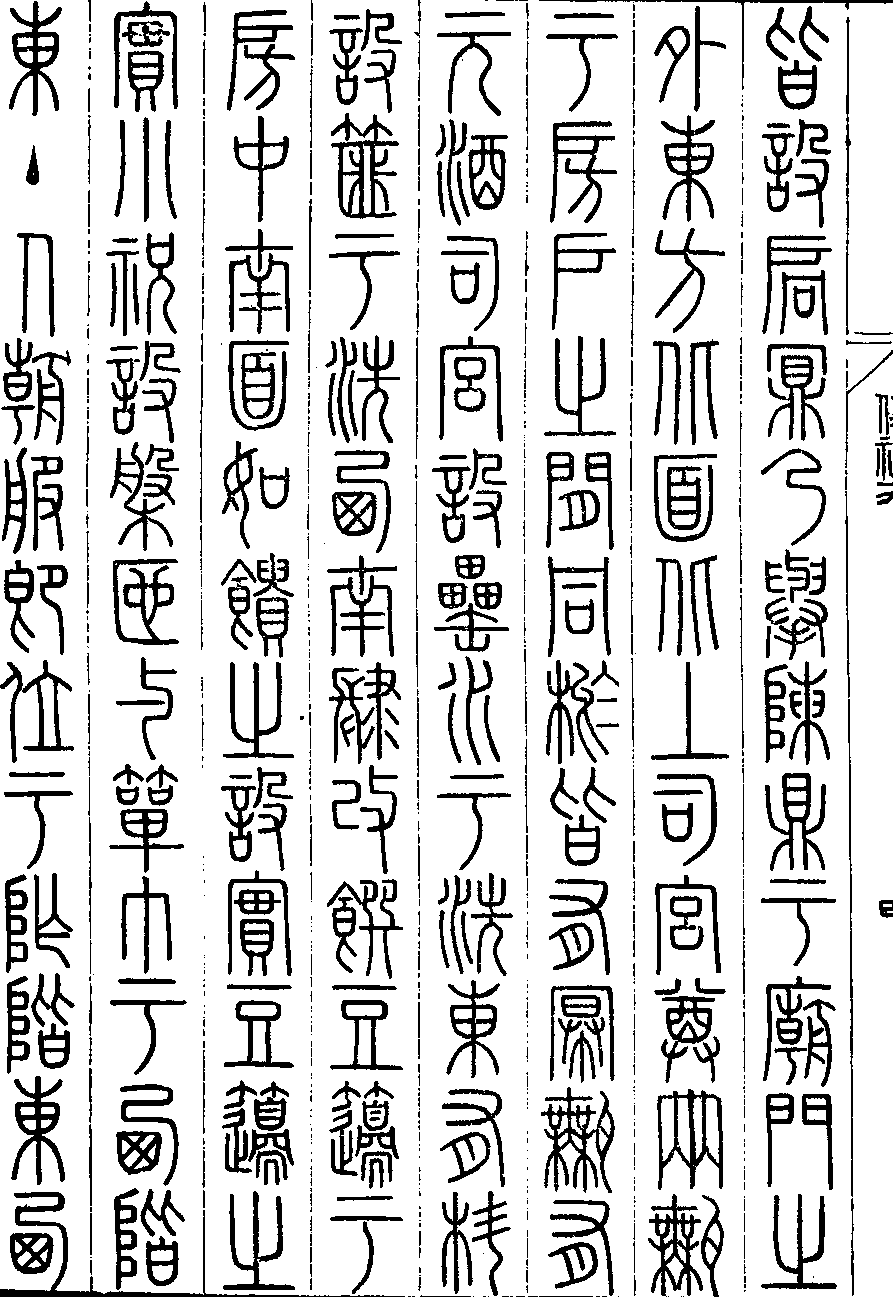 皆設扃鼏乃舉陳鼎于廟門之
外東方北面北上司宮尊兩甒
于房戶之間同棜皆有冪甒有
元酒司宮設罍水于洗東有枓
設篚于洗西南肆改饌豆籩于
房中南面如饋之設實豆籩之
實小祝設槃匜与簞巾于西階
東主人朝服即位于阼階東西